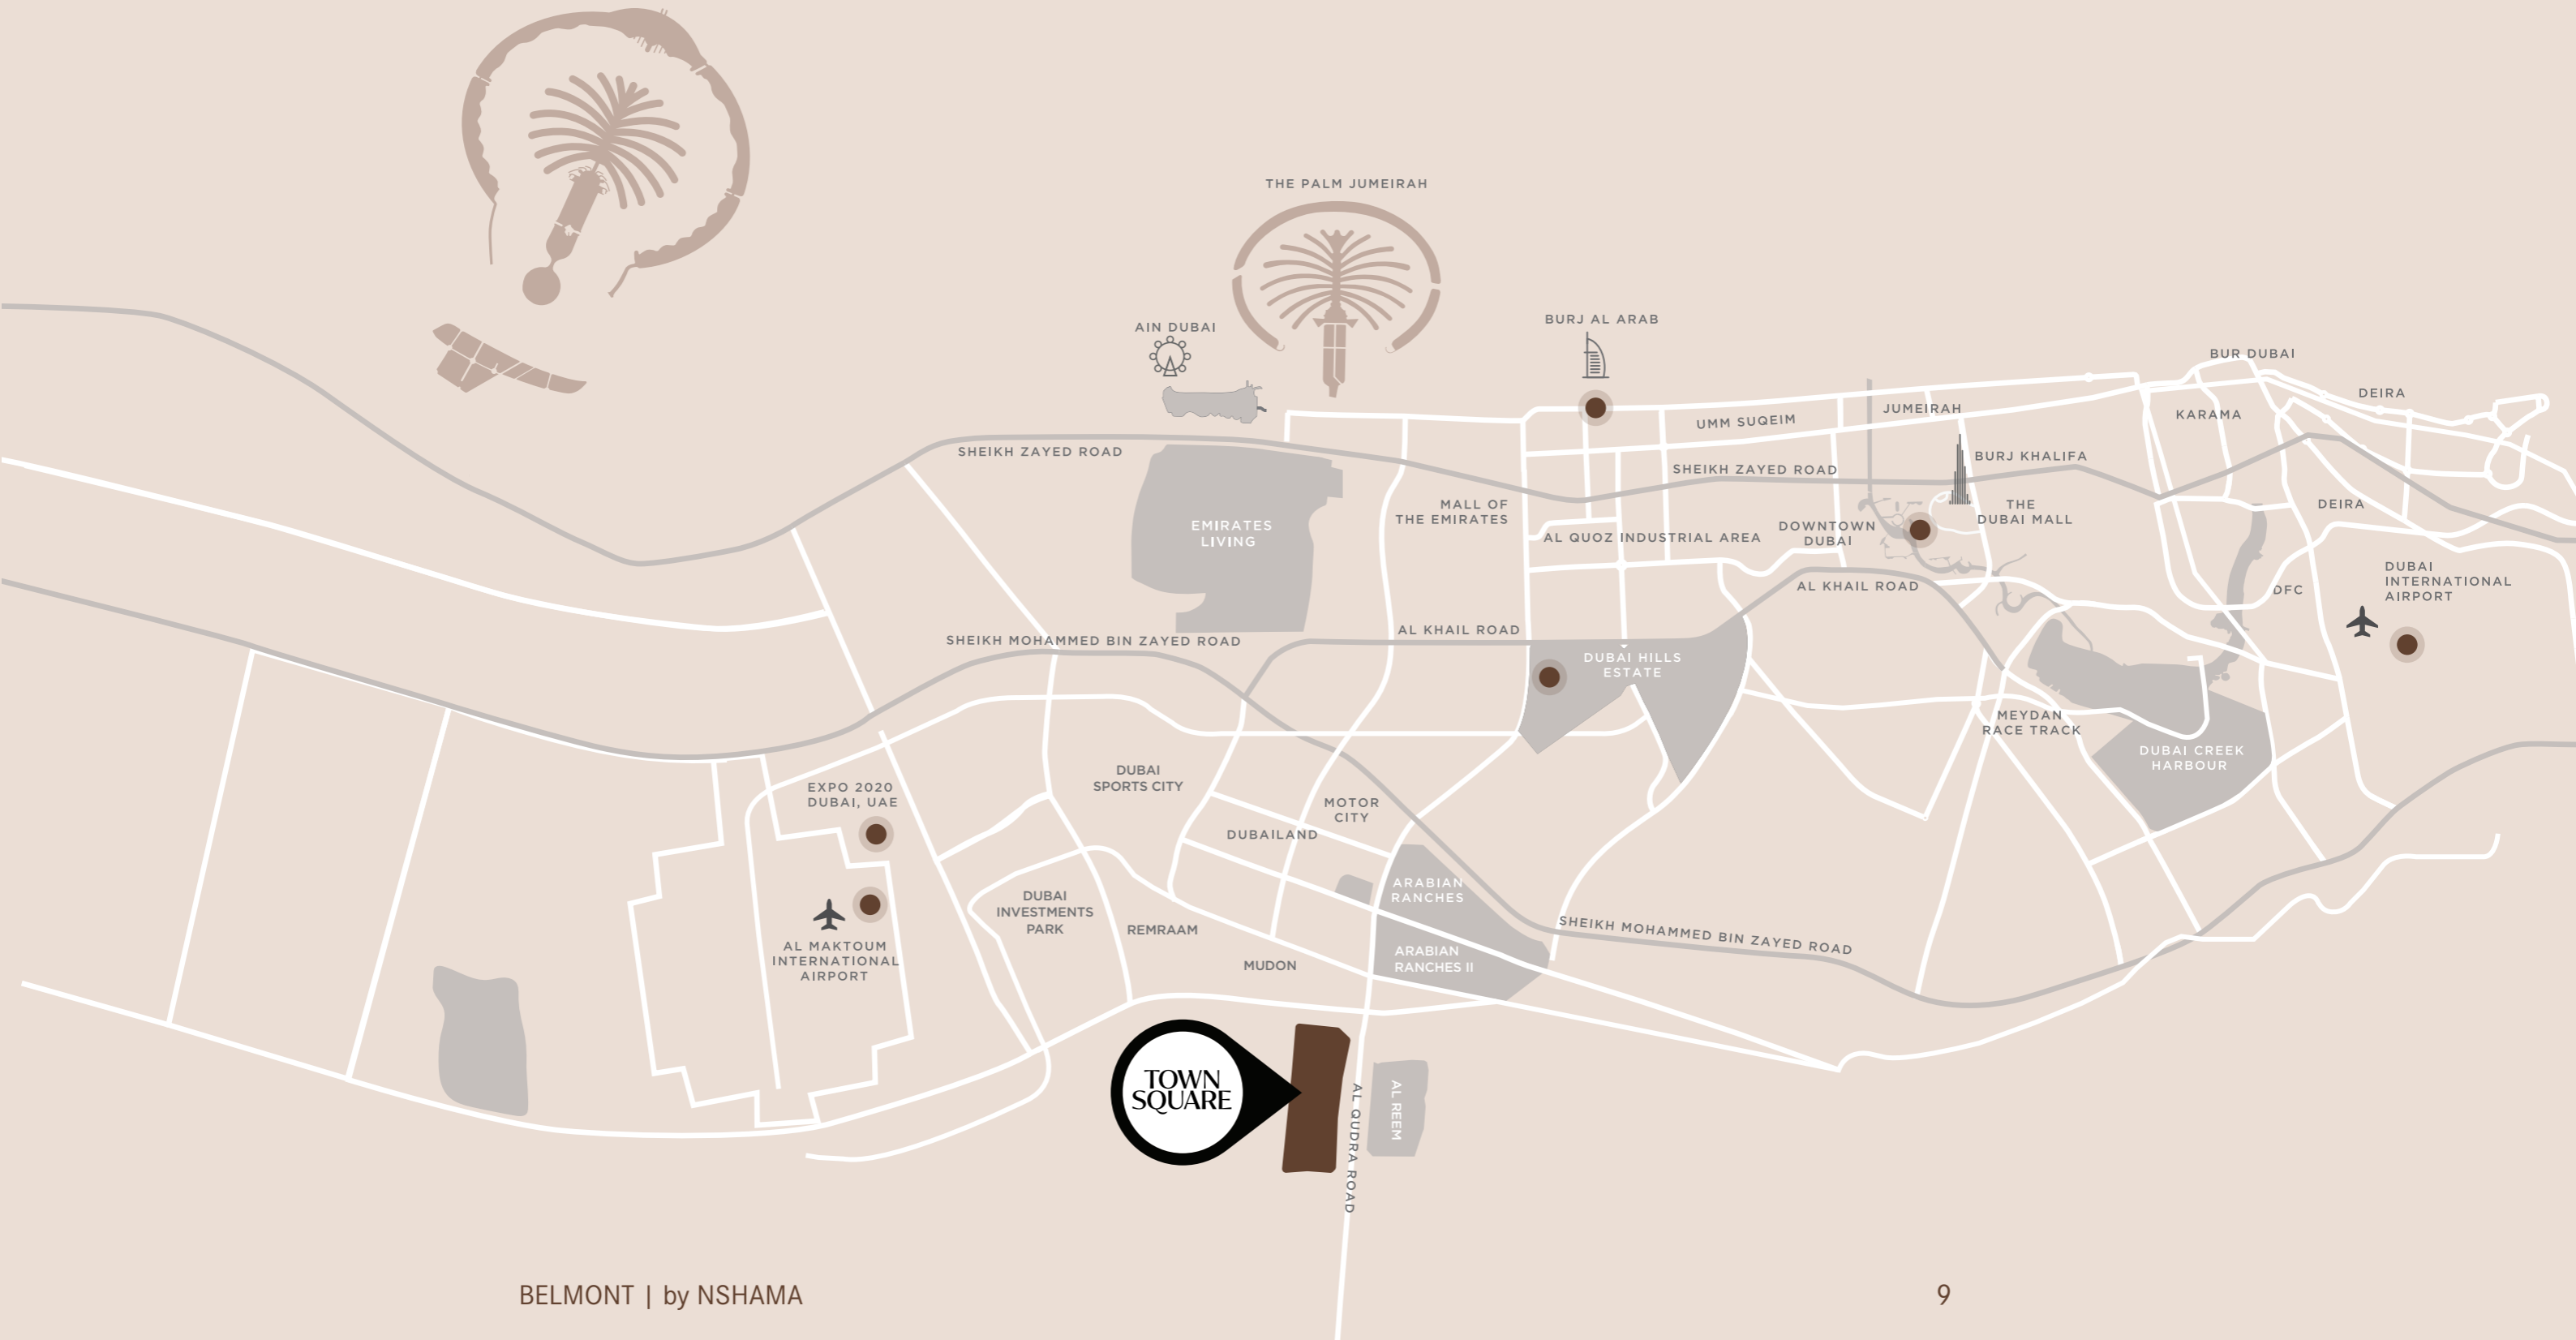 THE PALM JUMEIRAH
AIN DUBAI
BURJ AL ARAB
BUR DUBAI
DEIRA
KARAMA
JUMEIRAH
UMM SUQEIM
SHEIKH ZAYED ROAD
SHEIKH ZAYED ROAD
BURJ KHALIFA
EMIRATES
LIVING
MALL OF
THE EMIRATES
AL QUOZ INDUSTRIAL AREA
DOWNTOWN
DUBAI
THE
DUBAI MALL
DEIRA
DUBAI
INTERNATIONAL
AIRPORT
DFC
AL KHAIL ROAD
AL KHAIL ROAD
SHEIKH MOHAMMED BIN ZAYED ROAD
DUBAI HILLS
ESTATE
MEYDAN
RACE TRACK
DUBAI CREEK
HARBOUR
EXPO 2020
DUBAI, UAE
DUBAI
SPORTS CITY
MOTOR
CITY
DUBAILAND
ARABIAN
RANCHES
DUBAI
INVESTMENTS
PARK
REMRAAM
SHEIKH MOHAMMED BIN ZAYED ROAD
AL MAKTOUM
INTERNATIONAL
AIRPORT
MUDON
ARABIAN
RANCHES II
TOWN
SQUARE
AL QUDRA ROAD
AL REEM
BELMONT | by NSHAMA
9